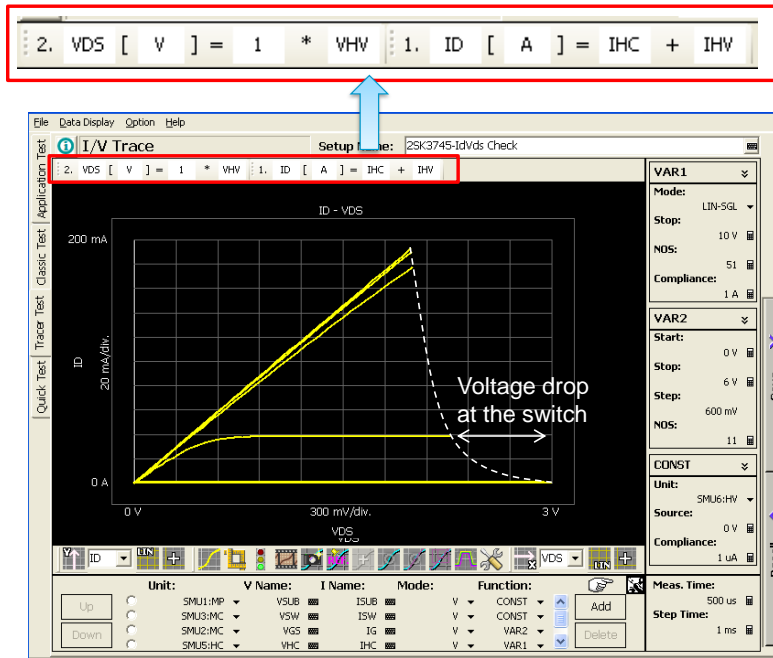 2. VDS [ V ] = 1 * VHV 1. ID [ A ] = IHC + IHV
File Data Display Option Help
I/V Trace
Setup N me: 2SK3745-IdVds Check
2. VDS [ V ] = 1 * VHV 1. ID [ A ] = IHC + IHV
Quick Test Tracer Test Classic Test Application Test
ID - VDS
200 mA
ID
20 mA/div.
0 A
Voltage drop
at the switch
0 V 300 mV/div. 3 V
VDS
VDS
VAR1
Mode:
LIN-SGL
Stop:
10 V
NOS:
51
Compliance:
1 A
VAR2
Start:
0 V
Stop:
6 V
Step:
600 mV
NOS:
11
CONST
Unit:
SMU6:HV
Source:
0 V
Compliance:
1 uA
Y ID LIN X VDS LIN
Unit: V Name: I Name: Mode: Function:
Up Down
SMU1:MP VSUB ISUB V CONST
SMU3:MC VSW ISW V CONST
SMU2:MC VGS IG V VAR2
SMU5:HC VHC IHC V VAR1
Add
Delete
Meas. Time:
500 us
Step Time:
1 ms